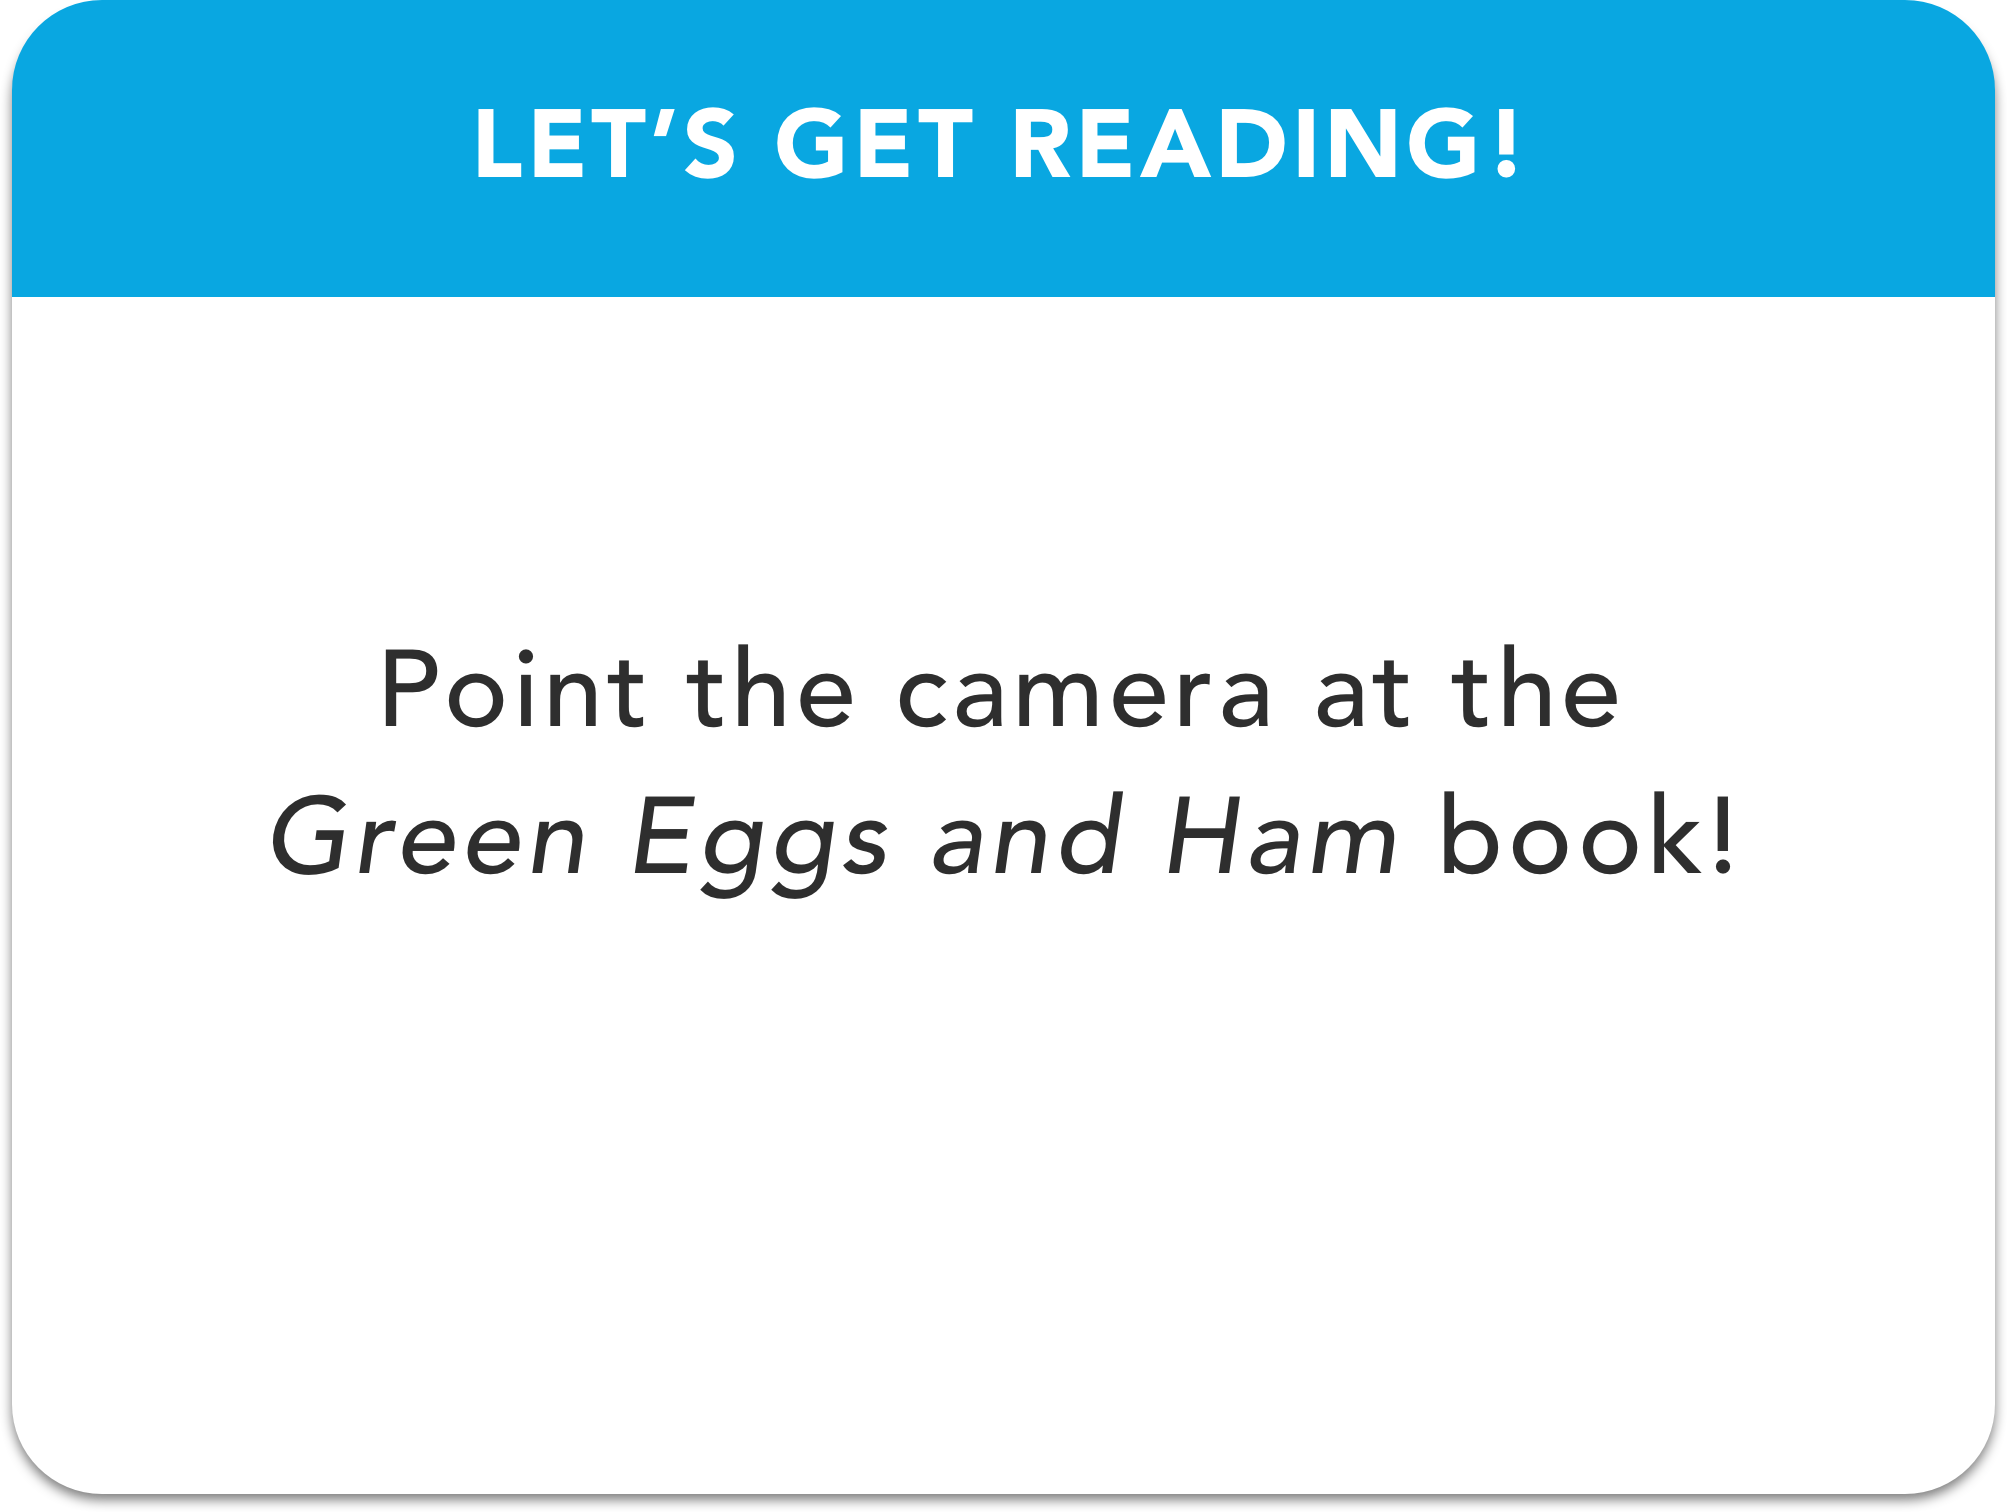 LET’S GET READING!
Point the camera at the
Green Eggs and Ham book!